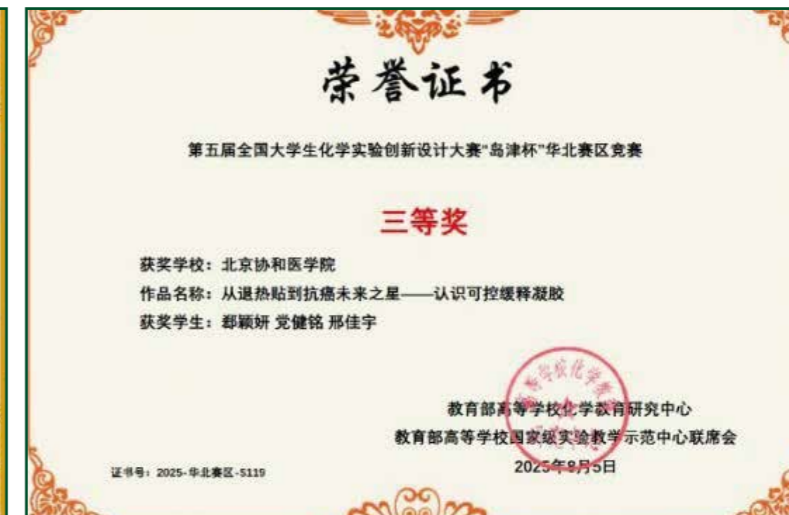 荣誉证书
第五届全国大学生化学实验创新设计大赛“岛津杯”华北赛区竞赛
三等奖
获奖学校：北京协和医学院
作品名称：从退热贴到抗癌未来之星——认识可控缓释凝胶
获奖学生：郄颖妍 党健铭 邢佳宇
教育部高等学校化学教育研究中心
教育部高等学校国家级实验教学示范中心联席会
2025年8月5日
证书号：2025-华北赛区-5119